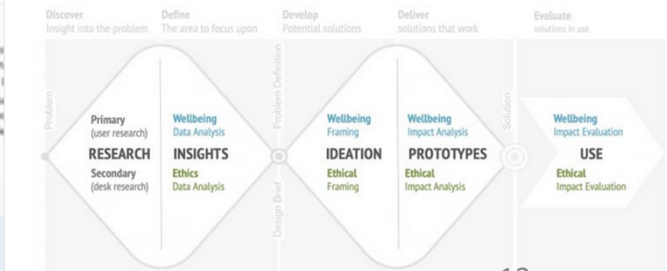 Discover
Insight into the problem
Define
The area to focus upon
Develop
Potential solutions
Deliver
solutions that work
Evaluate
solutions in use
Problem
Primary
(user research)
RESEARCH
Secondary
(desk research)
Wellbeing
Data Analysis
INSIGHTS
Ethics
Data Analysis
Problem Definition
Design Brief
Wellbeing
Framing
IDEATION
Ethical
Framing
Wellbeing
Impact Analysis
PROTOTYPES
Ethical
Impact Analysis
Solution
Wellbeing
Impact Evaluation
USE
Ethical
Impact Evaluation